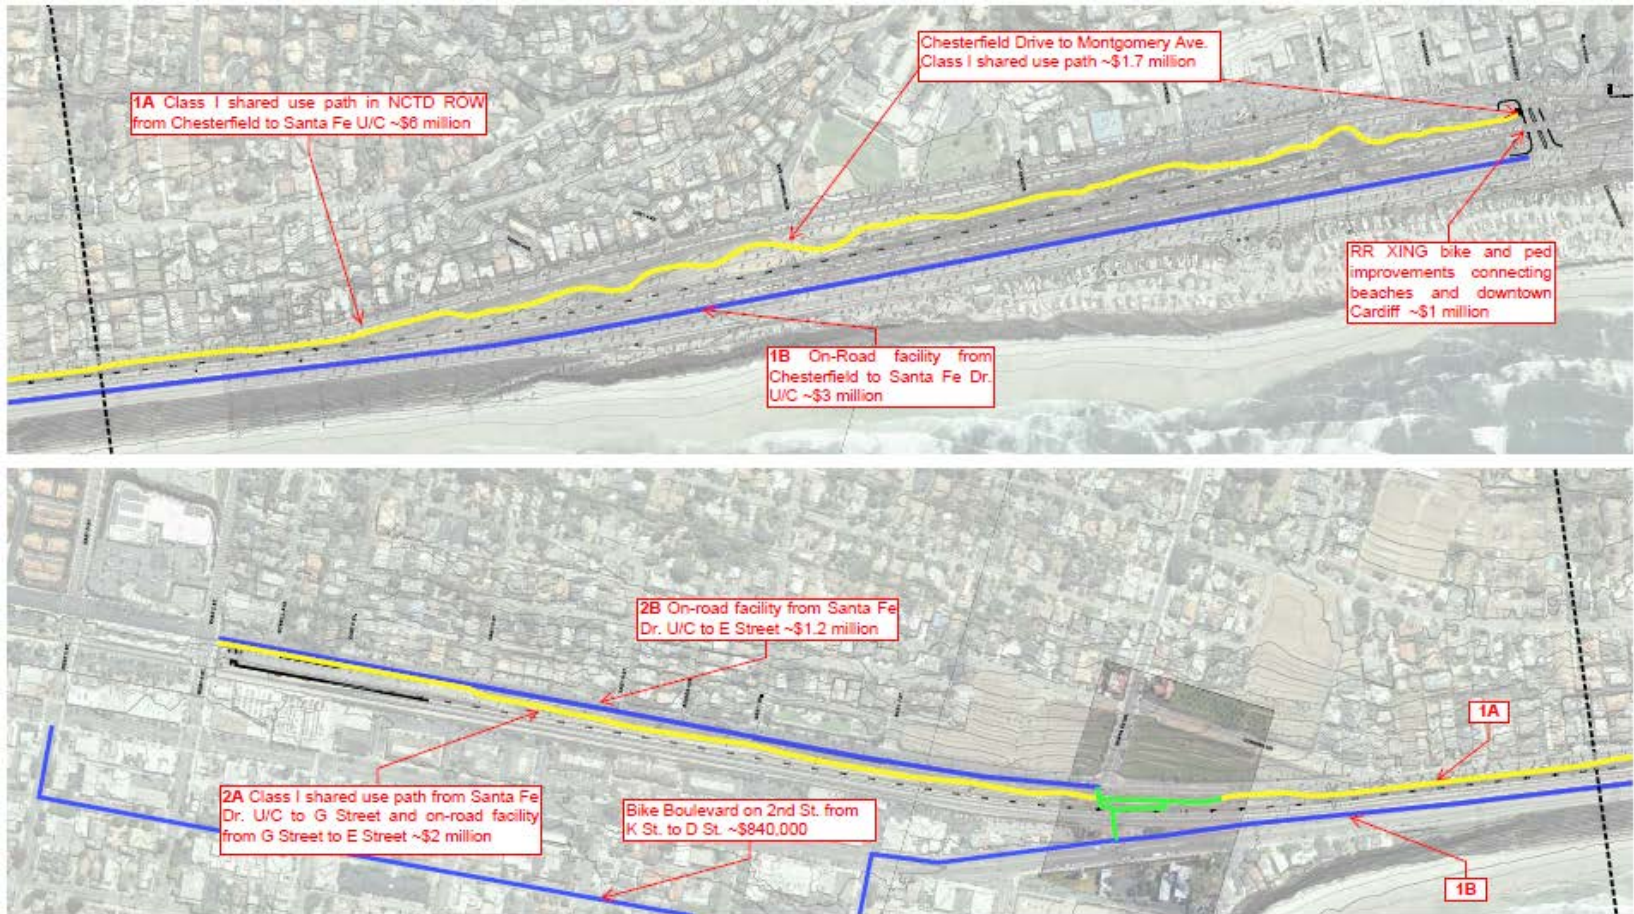 Chesterfield Drive to Montgomery Ave.
Class I shared use path ~$1.7 million
1A Class I shared use path in NCTD ROW
from Chesterfield to Santa Fe U/C ~$6 million
RR XING bike and ped
improvements connecting
beaches and downtown
Cardiff ~$1 million
1B On-Road facility from
Chesterfield to Santa Fe Dr.
U/C ~$3 million
2B On-road facility from Santa Fe
Dr. U/C to E Street ~$1.2 million
1A
2A Class I shared use path from Santa Fe
Dr. U/C to G Street and on-road facility
from G Street to E Street ~$2 million
Bike Boulevard on 2nd St. from
K St. to D St. ~$840,000
1B